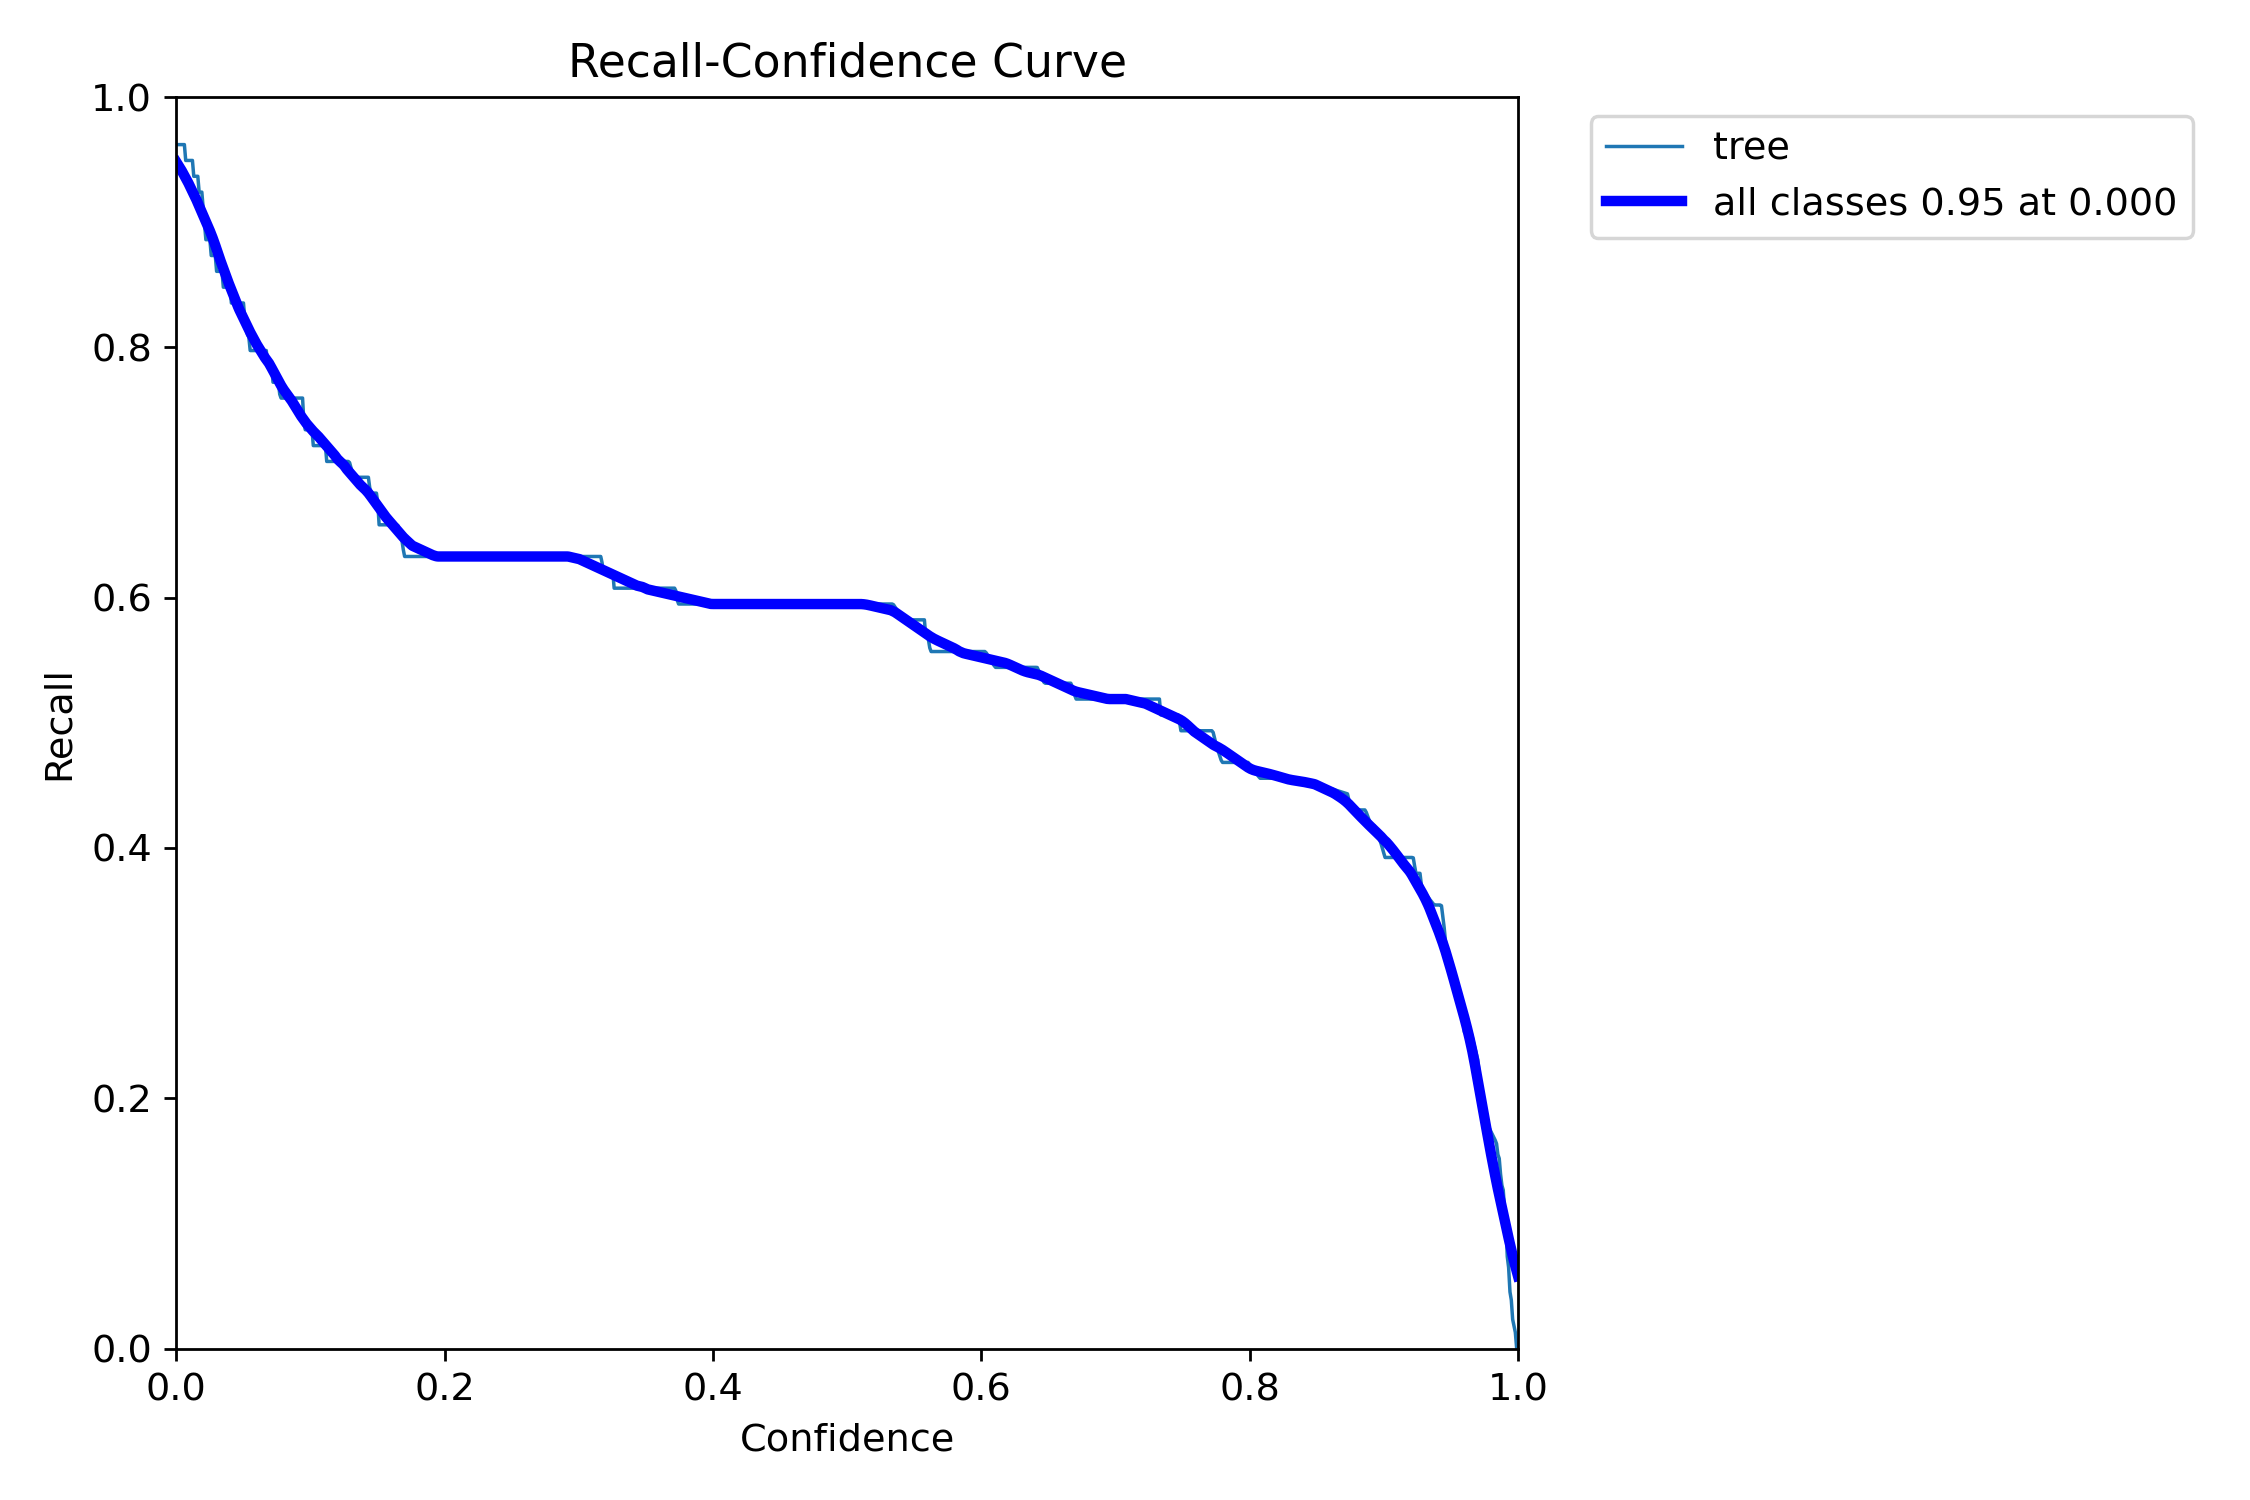 Recall-Confidence Curve
tree
all classes 0.95 at 0.000
1.0
0.8
0.6
0.4
0.2
0.0
Recall
0.0 0.2 0.4 0.6 0.8 1.0
Confidence